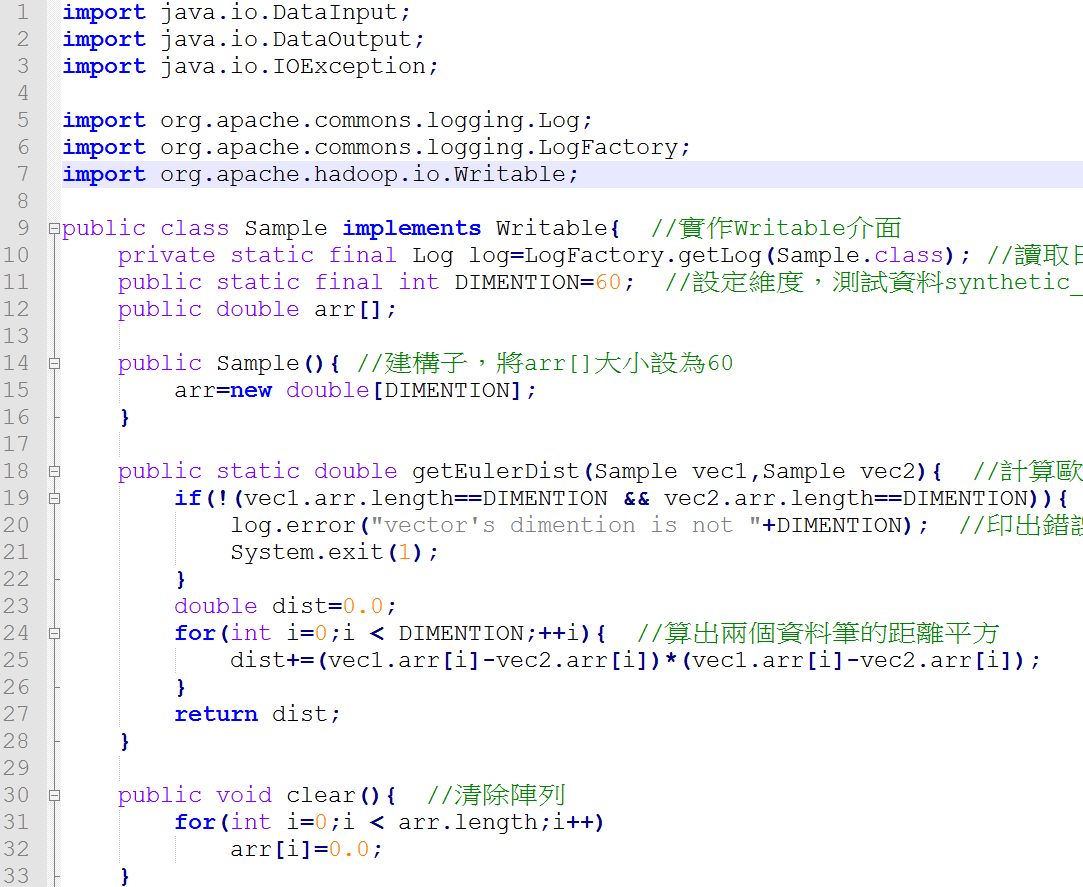 1 import java.io.DataInput;
2 import java.io.DataOutput;
3 import java.io.IOException;
4
5 import org.apache.commons.logging.Log;
6 import org.apache.commons.logging.LogFactory;
7 import org.apache.hadoop.io.Writable;
8
9 public class Sample implements Writable{  //實作Writable介面
10     private static final Log log=LogFactory.getLog(Sample.class); //讀取
11     public static final int DIMENTION=60;  //設定維度，測試資料synthetic_
12     public double arr[];
13
14     public Sample(){ //建構子，將arr[]大小設為60
15         arr=new double[DIMENTION];
16     }
17
18     public static double getEulerDist(Sample vec1,Sample vec2){  //計算歐
19         if(!(vec1.arr.length==DIMENTION && vec2.arr.length==DIMENTION)){
20             log.error("vector's dimention is not "+DIMENTION);  //印出錯
21             System.exit(1);
22         }
23         double dist=0.0;
24         for(int i=0;i < DIMENTION;++i){  //算出兩個資料筆的距離平方
25             dist+=(vec1.arr[i]-vec2.arr[i])*(vec1.arr[i]-vec2.arr[i]);
26         }
27         return dist;
28     }
29
30     public void clear(){  //清除陣列
31         for(int i=0;i < arr.length;i++)
32             arr[i]=0.0;
33     }